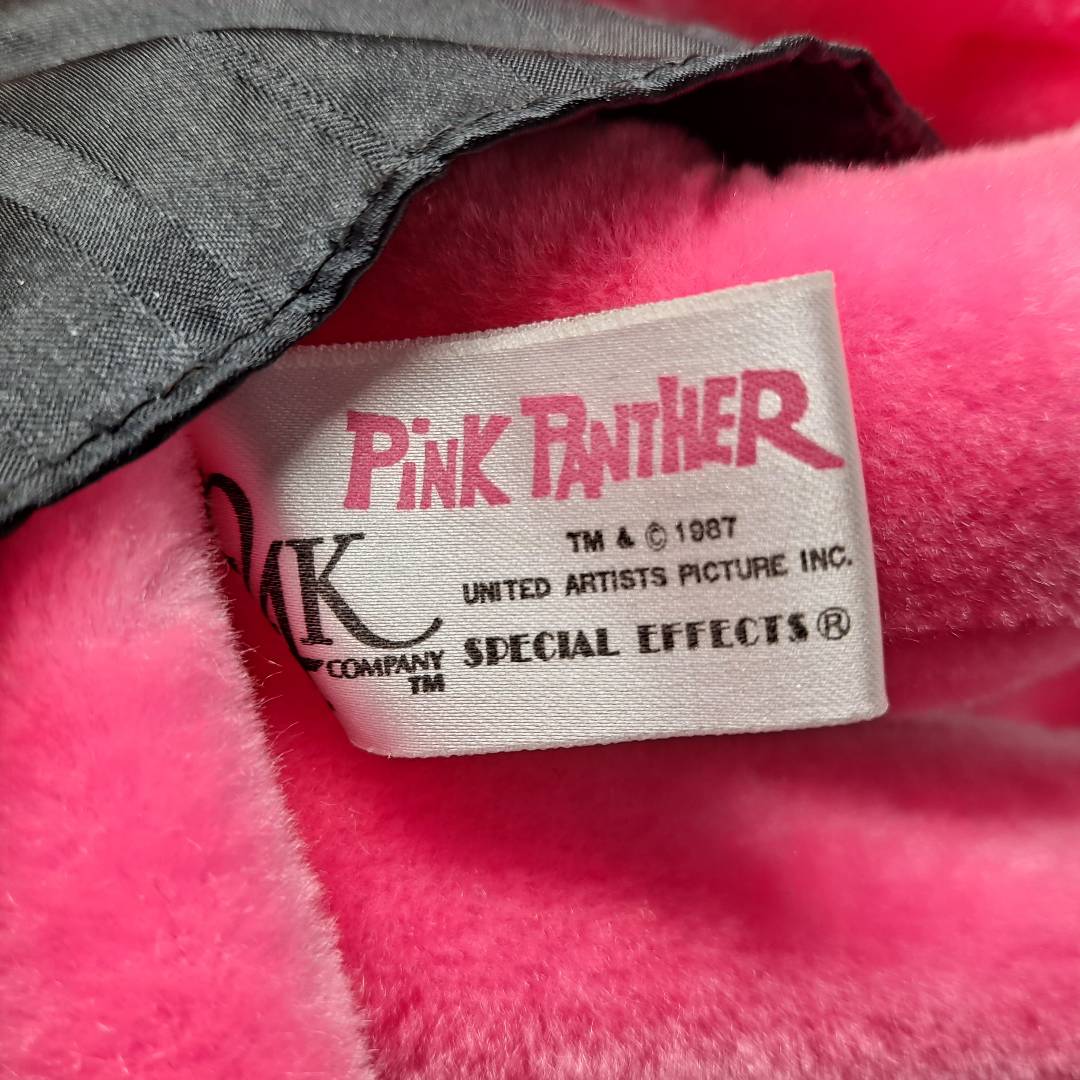 PiNK PANTHER
TM & © 1987
UNITED ARTISTS PICTURE INC.
SPECIAL EFFECTS®
COMPANY
TM